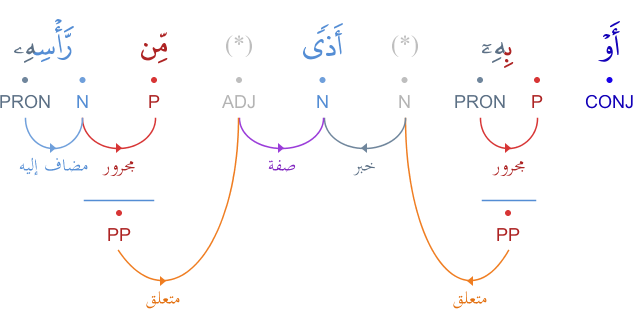 أَوْ بِهِۦٓ (*) أَذًى (*) مِّن رَّأْسِهِۦ
CONJ P PRON N N ADJ P N PRON
مجرور خبر صفة مجرور مضاف إليه
PP PP
متعلق متعلق